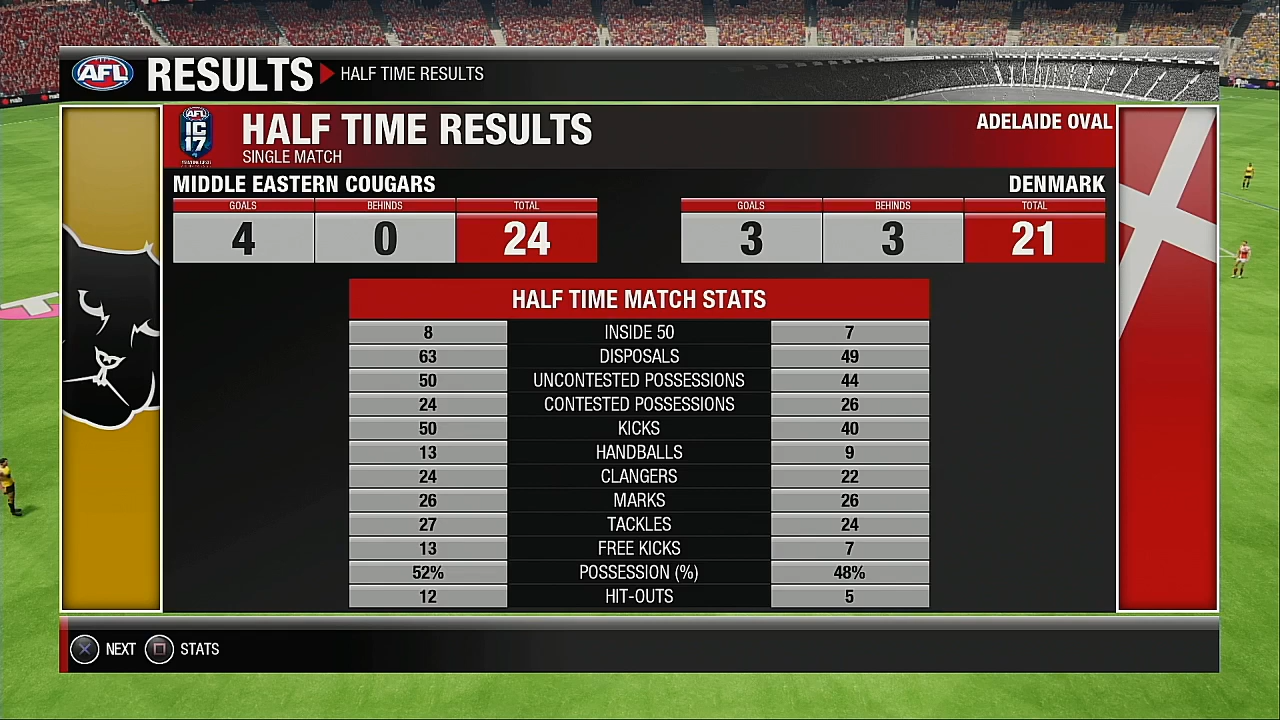 AFL RESULTS HALF TIME RESULTS
AFL
IC
17
HALF TIME RESULTS
SINGLE MATCH
ADELAIDE OVAL
MIDDLE EASTERN COUGARS DENMARK
GOALS BEHINDS TOTAL GOALS BEHINDS TOTAL
4 0 24 3 3 21
HALF TIME MATCH STATS
8 INSIDE 50 7
63 DISPOSALS 49
50 UNCONTESTED POSSESSIONS 44
24 CONTESTED POSSESSIONS 26
50 KICKS 40
13 HANDBALLS 9
24 CLANGERS 22
26 MARKS 26
27 TACKLES 24
13 FREE KICKS 7
52% POSSESSION (%) 48%
12 HIT-OUTS 5
NEXT STATS